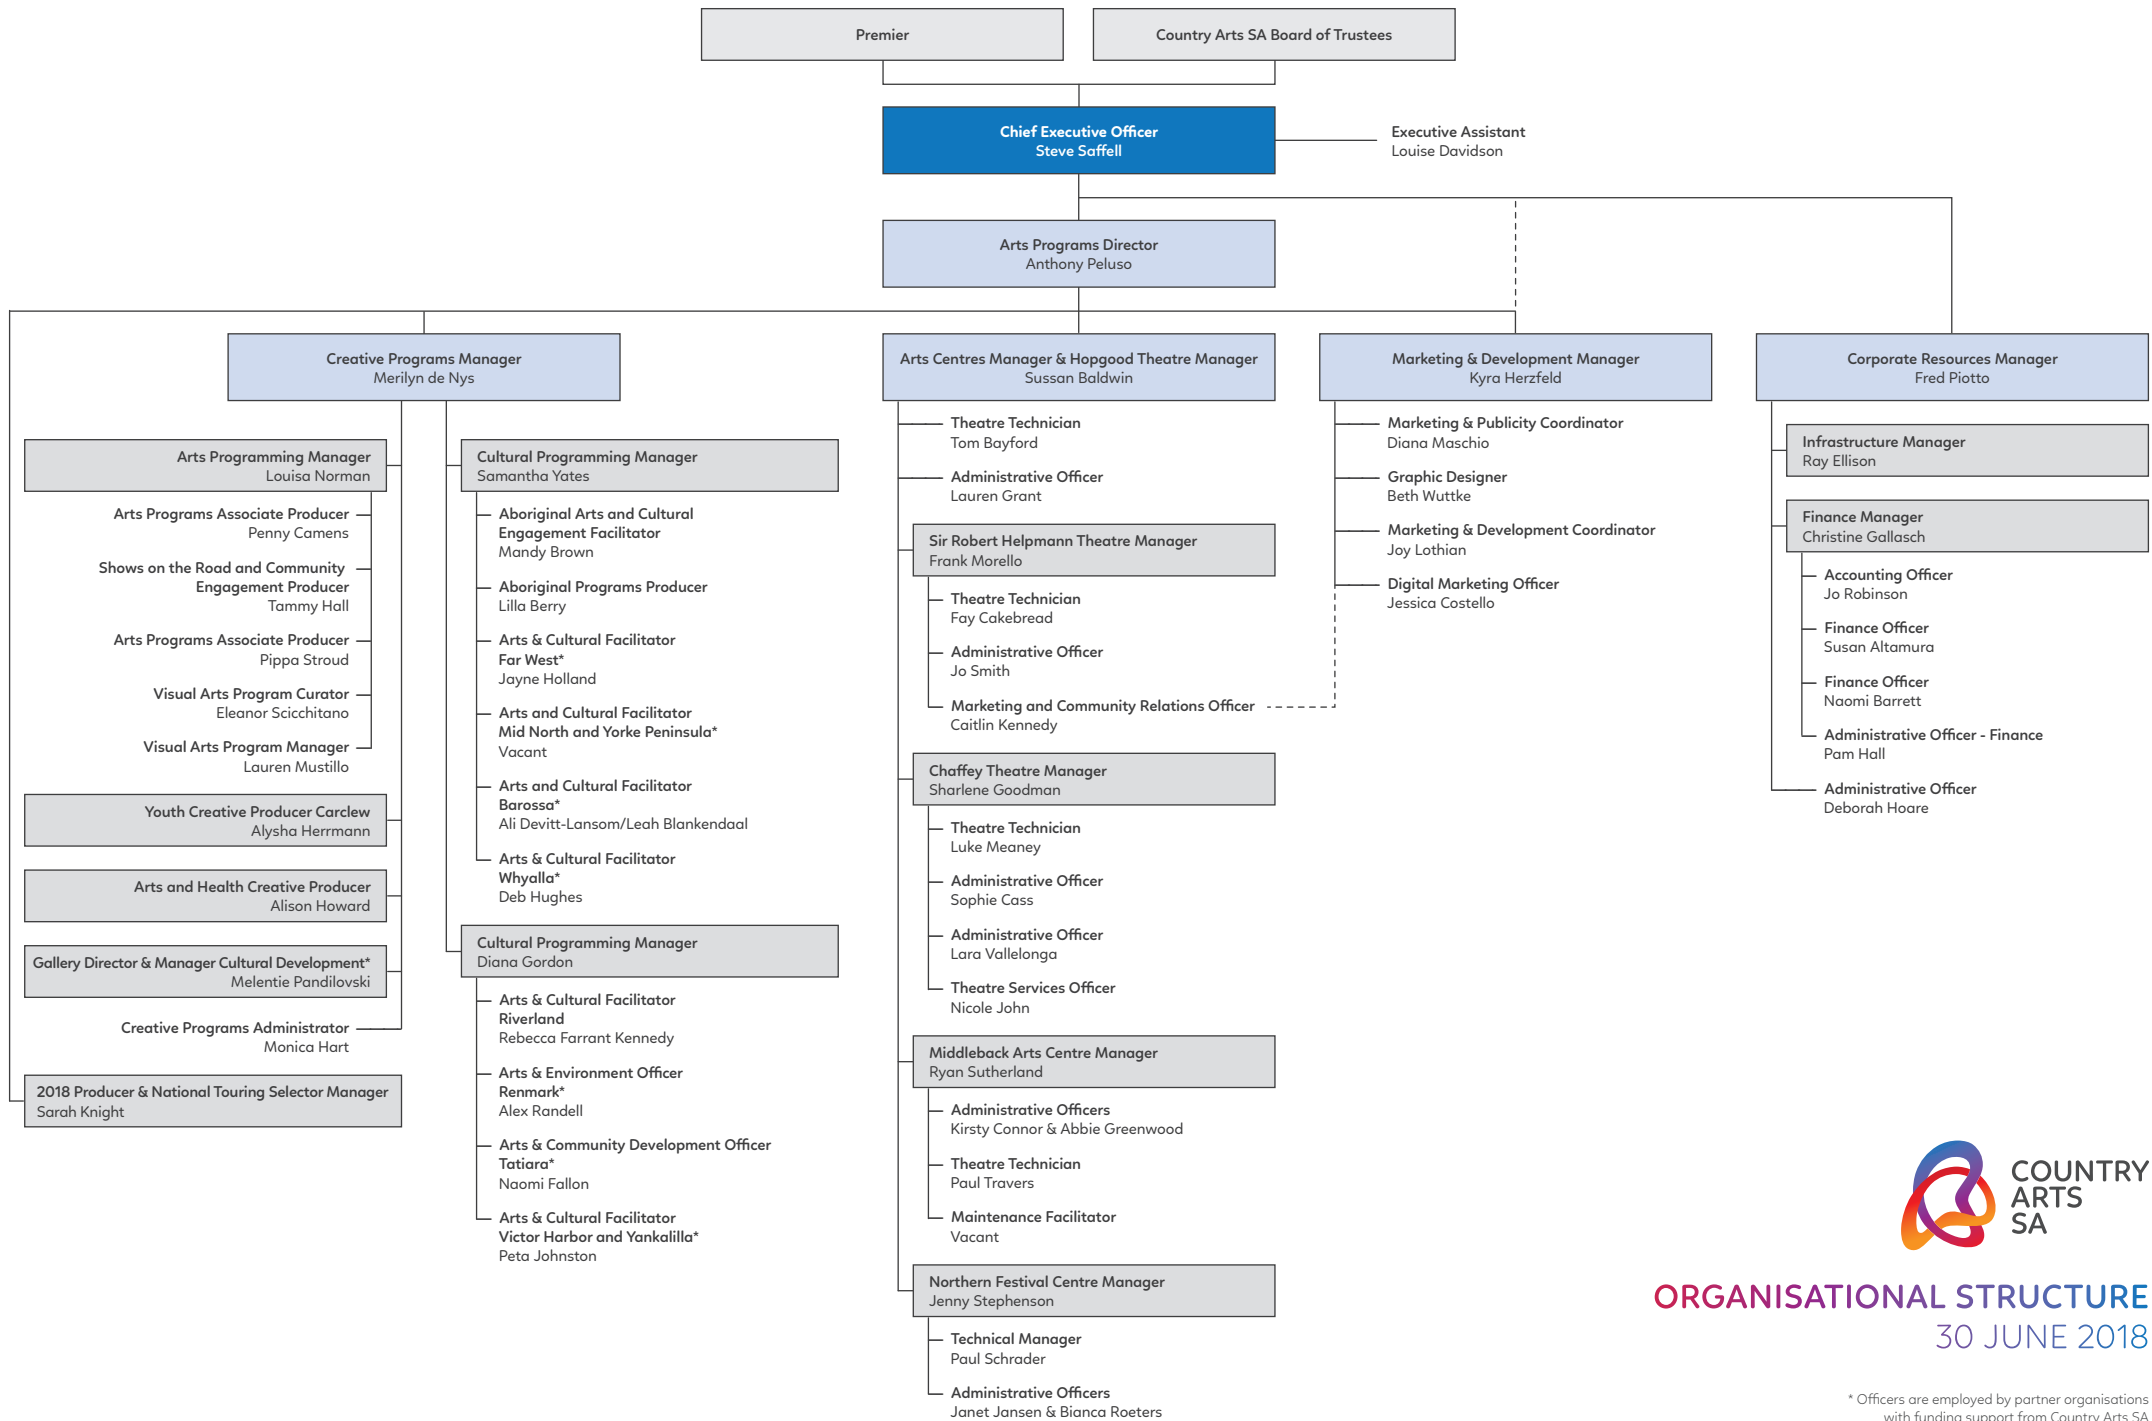 Premier
Country Arts SA Board of Trustees
Chief Executive Officer
Steve Saffell
Executive Assistant
Louise Davidson
Arts Programs Director
Anthony Peluso
Creative Programs Manager
Merilyn de Nys
Arts Centres Manager & Hopgood Theatre Manager
Sussan Baldwin
Marketing & Development Manager
Kyra Herzfeld
Corporate Resources Manager
Fred Piotto
Arts Programming Manager
Louisa Norman
Arts Programs Associate Producer
Penny Camens
Shows on the Road and Community
Engagement Producer
Tammy Hall
Arts Programs Associate Producer
Pippa Stroud
Visual Arts Program Curator
Eleanor Scicchitano
Visual Arts Program Manager
Lauren Mustillo
Youth Creative Producer Carclew
Alysha Herrmann
Arts and Health Creative Producer
Alison Howard
Gallery Director & Manager Cultural Development*
Melentie Pandilovski
Creative Programs Administrator
Monica Hart
2018 Producer & National Touring Selector Manager
Sarah Knight
Cultural Programming Manager
Samantha Yates
Aboriginal Arts and Cultural
Engagement Facilitator
Mandy Brown
Aboriginal Programs Producer
Lilla Berry
Arts & Cultural Facilitator
Far West*
Jayne Holland
Arts and Cultural Facilitator
Mid North and Yorke Peninsula*
Vacant
Arts and Cultural Facilitator
Barossa*
Ali Devitt-Lansom/Leah Blankendaal
Arts & Cultural Facilitator
Whyalla*
Deb Hughes
Cultural Programming Manager
Diana Gordon
Arts & Cultural Facilitator
Riverland
Rebecca Farrant Kennedy
Arts & Environment Officer
Renmark*
Alex Randell
Arts & Community Development Officer
Tatiara*
Naomi Fallon
Arts & Cultural Facilitator
Victor Harbor and Yankalilla*
Peta Johnston
Theatre Technician
Tom Bayford
Administrative Officer
Lauren Grant
Sir Robert Helpmann Theatre Manager
Frank Morello
Theatre Technician
Fay Cakebread
Administrative Officer
Jo Smith
Marketing and Community Relations Officer
Caitlin Kennedy
Chaffey Theatre Manager
Sharlene Goodman
Theatre Technician
Luke Meaney
Administrative Officer
Sophie Cass
Administrative Officer
Lara Vallelonga
Theatre Services Officer
Nicole John
Middleback Arts Centre Manager
Ryan Sutherland
Administrative Officers
Kirsty Connor & Abbie Greenwood
Theatre Technician
Paul Travers
Maintenance Facilitator
Vacant
Northern Festival Centre Manager
Jenny Stephenson
Technical Manager
Paul Schrader
Administrative Officers
Janet Jansen & Bianca Roeters
Marketing & Publicity Coordinator
Diana Maschio
Graphic Designer
Beth Wuttke
Marketing & Development Coordinator
Joy Lothian
Digital Marketing Officer
Jessica Costello
Infrastructure Manager
Ray Ellison
Finance Manager
Christine Gallasch
Accounting Officer
Jo Robinson
Finance Officer
Susan Altamura
Finance Officer
Naomi Barrett
Administrative Officer - Finance
Pam Hall
Administrative Officer
Deborah Hoare
COUNTRY
ARTS
SA
ORGANISATIONAL STRUCTURE
30 JUNE 2018
* Officers are employed by partner organisations
with funding support from Country Arts SA